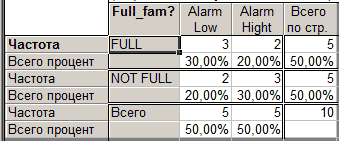 Full_fam? Alarm Low Alarm Hight Всего по стр.
Частота FULL 3 2 5
Всего процент 30,00% 20,00% 50,00%
Частота NOT FULL 2 3 5
Всего процент 20,00% 30,00% 50,00%
Частота Всего 5 5 10
Всего процент 50,00% 50,00%